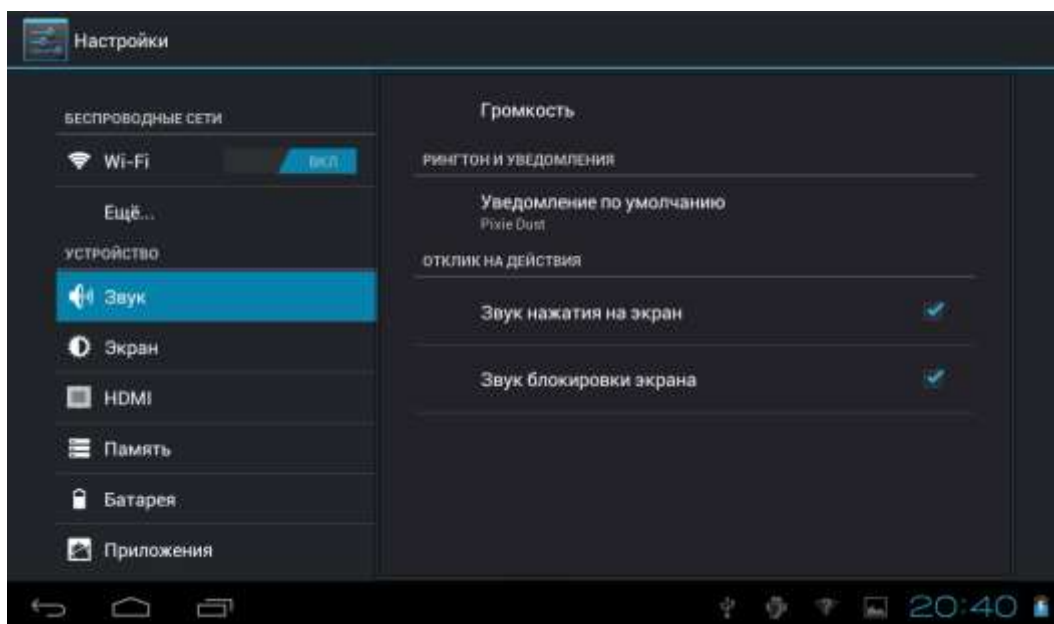 Настройки
БЕСПРОВОДНЫЕ СЕТИ
Wi-Fi
ВКЛ
Ещё...
УСТРОЙСТВО
Звук
Экран
HDMI
Память
Батарея
Приложения
Громкость
РИНГТОН И УВЕДОМЛЕНИЯ
Уведомление по умолчанию
Pixie Dust
ОТКЛИК НА ДЕЙСТВИЯ
Звук нажатия на экран
Звук блокировки экрана
20:40